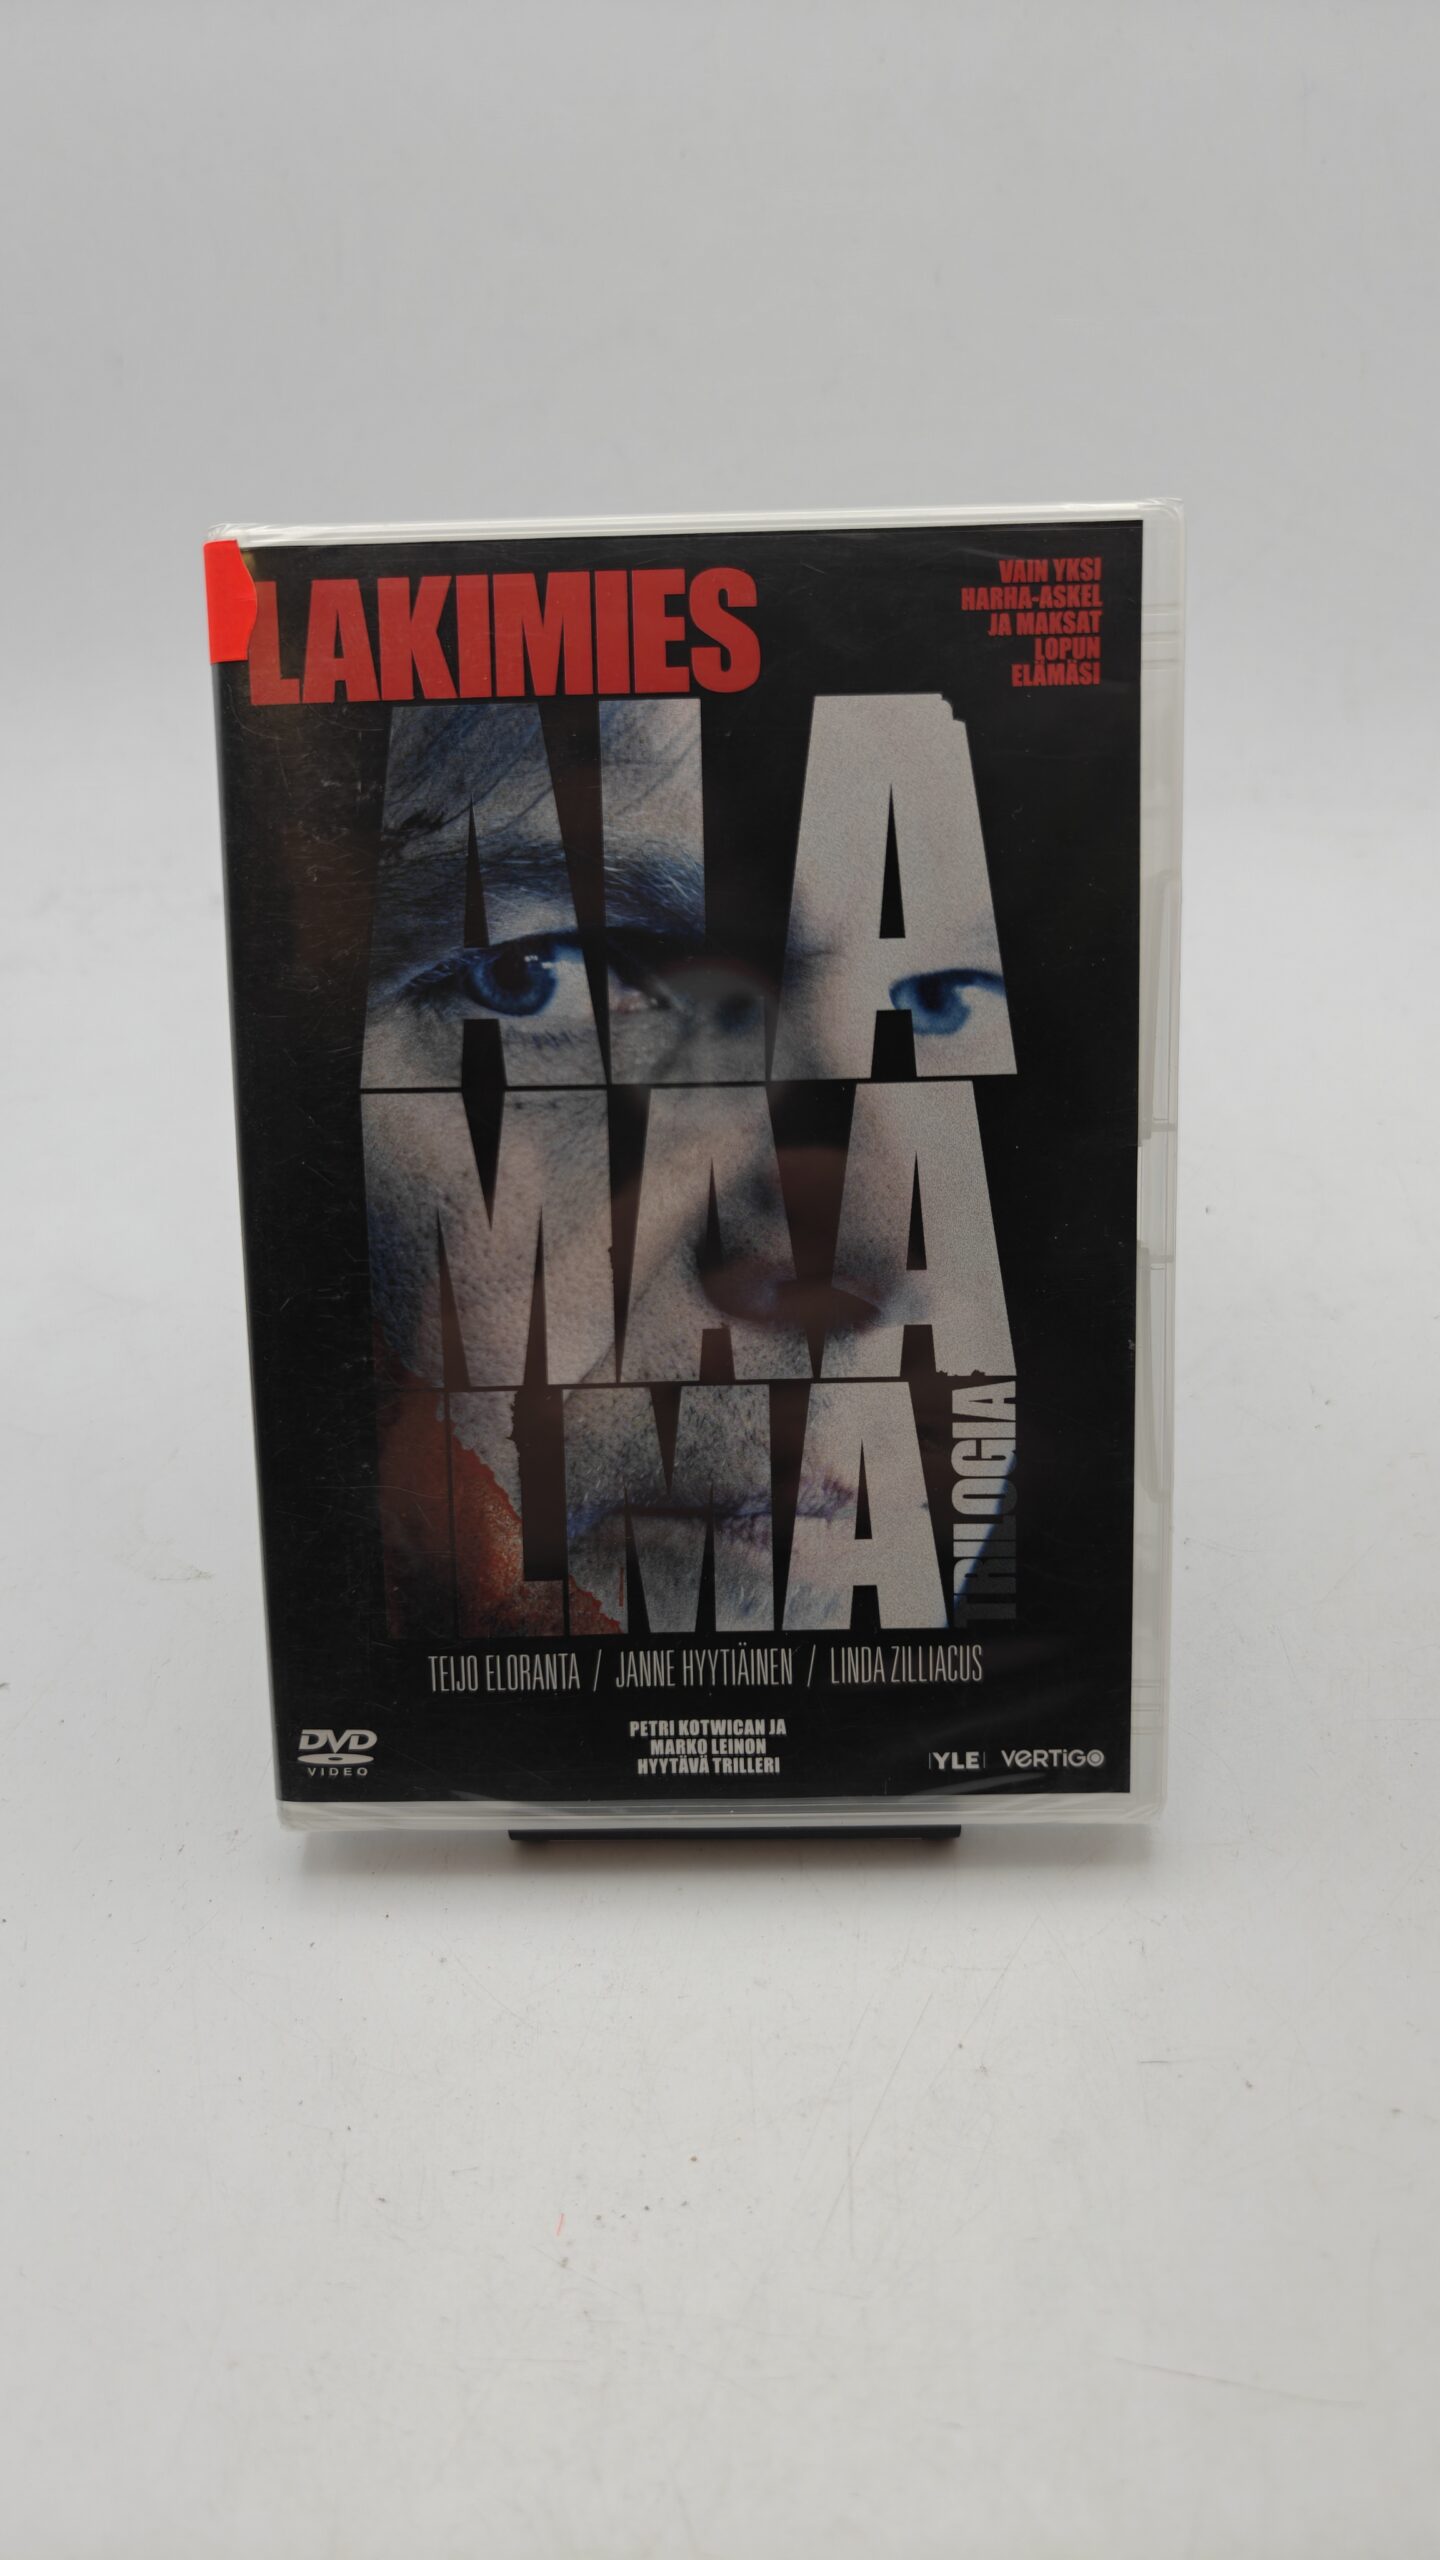 LAKIMIES
VAIN YKSI
HARHA-ASKEL
JA MAKSAT
LOPUN
ELÄMÄSI
ALA
MAA
ILMA
TRILOGIA
TEIJO ELORANTA / JANNE HYYTIÄINEN / LINDA ZILLIACUS
PETRI KOTWICAN JA
MARKO LEINON
HYYTÄVÄ TRILLERI
DVD
VIDEO
YLE VERTIGO